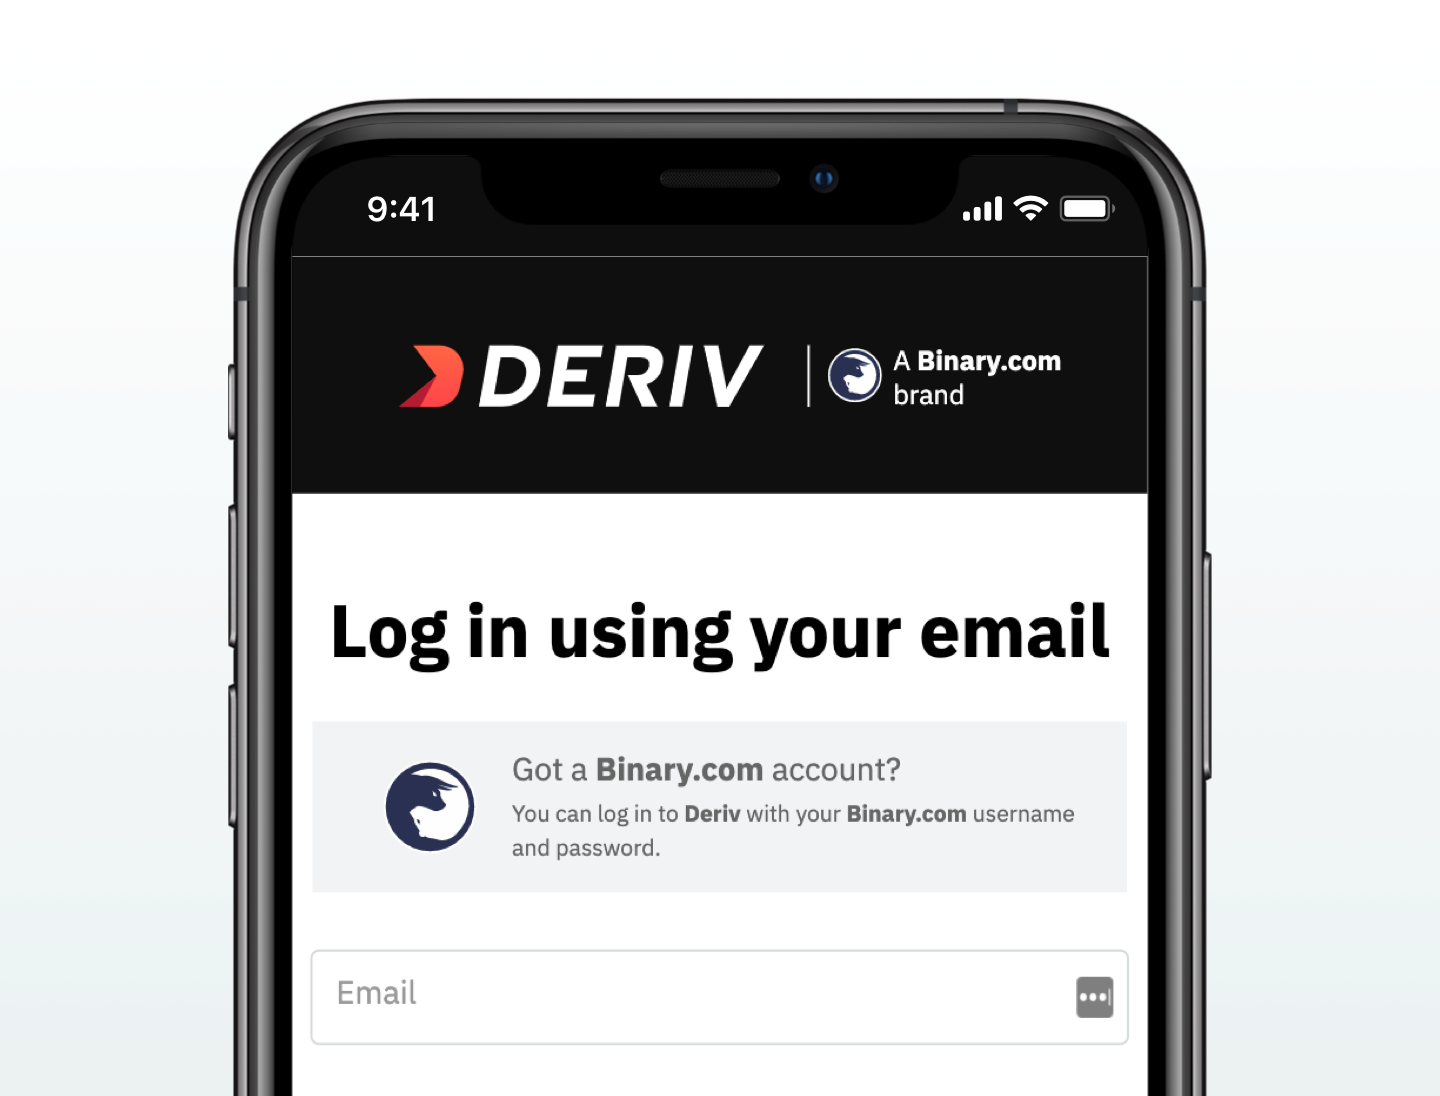 9:41
DERIV
A Binary.com
brand
Log in using your email
Got a Binary.com account?
You can log in to Deriv with your Binary.com username
and password.
Email